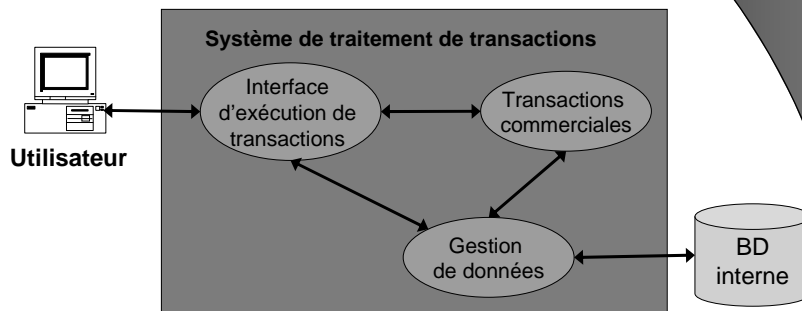 Système de traitement de transactions
Interface
d'exécution de
transactions
Transactions
commerciales
Utilisateur
Gestion
de données
BD
interne